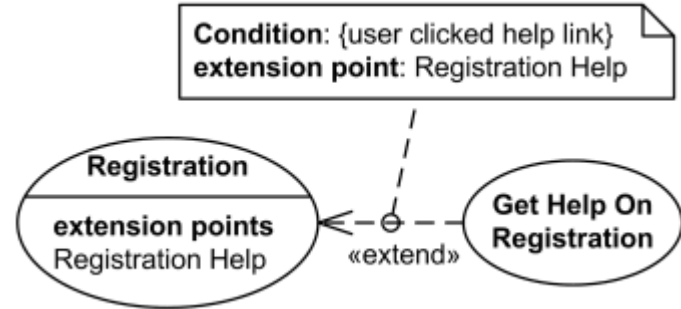 Condition: {user clicked help link}
extension point: Registration Help
Registration
extension points
Registration Help
«extend»
Get Help On
Registration